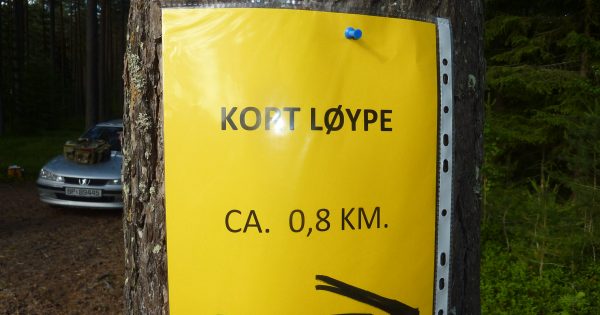 KORT LØYPE
CA. 0,8 KM.